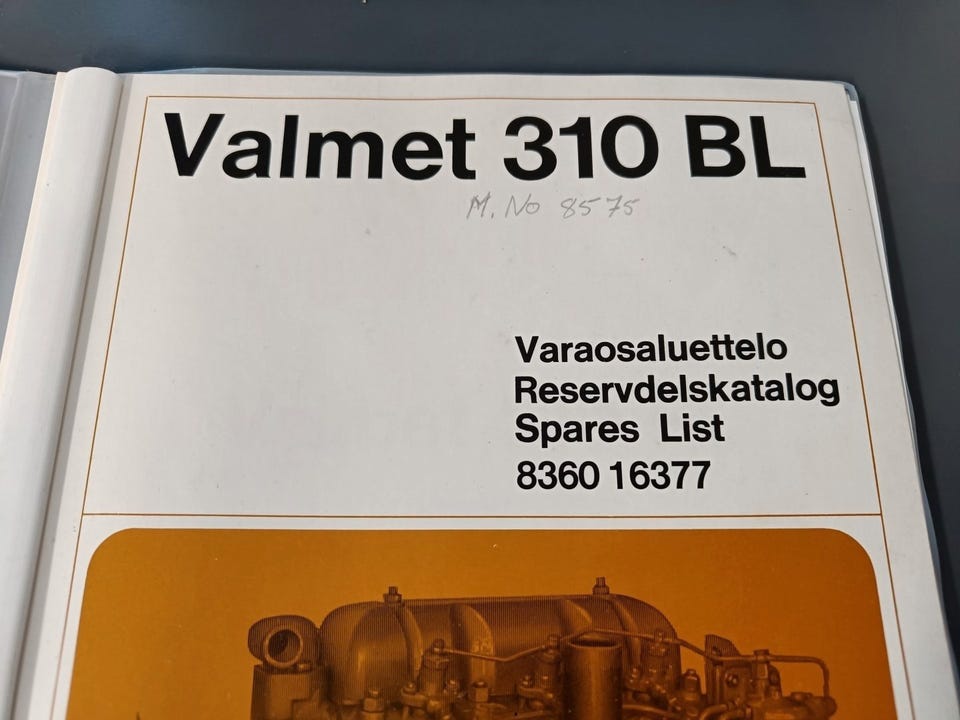 Valmet 310 BL
M. No 8575
Varaosaluettelo
Reservdelskatalog
Spares List
8360 16377